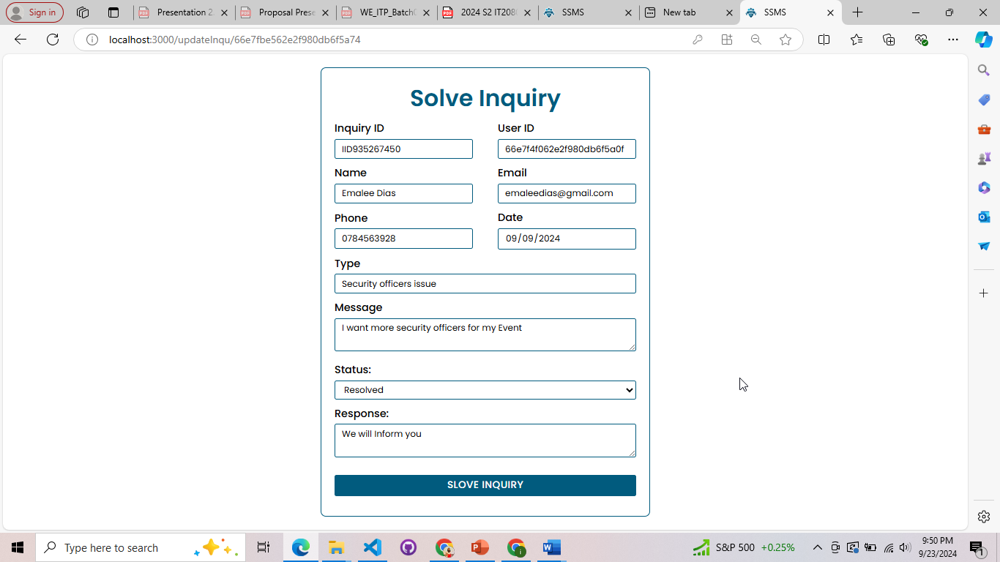 Sign in
Presentation 2
Proposal Prese
WE_ITP_Batch
2024 S2 IT208
SSMS
New tab
SSMS
localhost:3000/updateInqu/66e7fbe562e2f980db6f5a74
Solve Inquiry
Inquiry ID
User ID
IID935267450
66e7f4f062e2f980db6f5a0f
Name
Email
Emalee Dias
emaleedias@gmail.com
Phone
Date
0784563928
09/09/2024
Type
Security officers issue
Message
I want more security officers for my Event
Status:
Resolved
Response:
We will Inform you
SLOVE INQUIRY
Type here to search
S&P 500 +0.25%
9:50 PM
9/23/2024
1